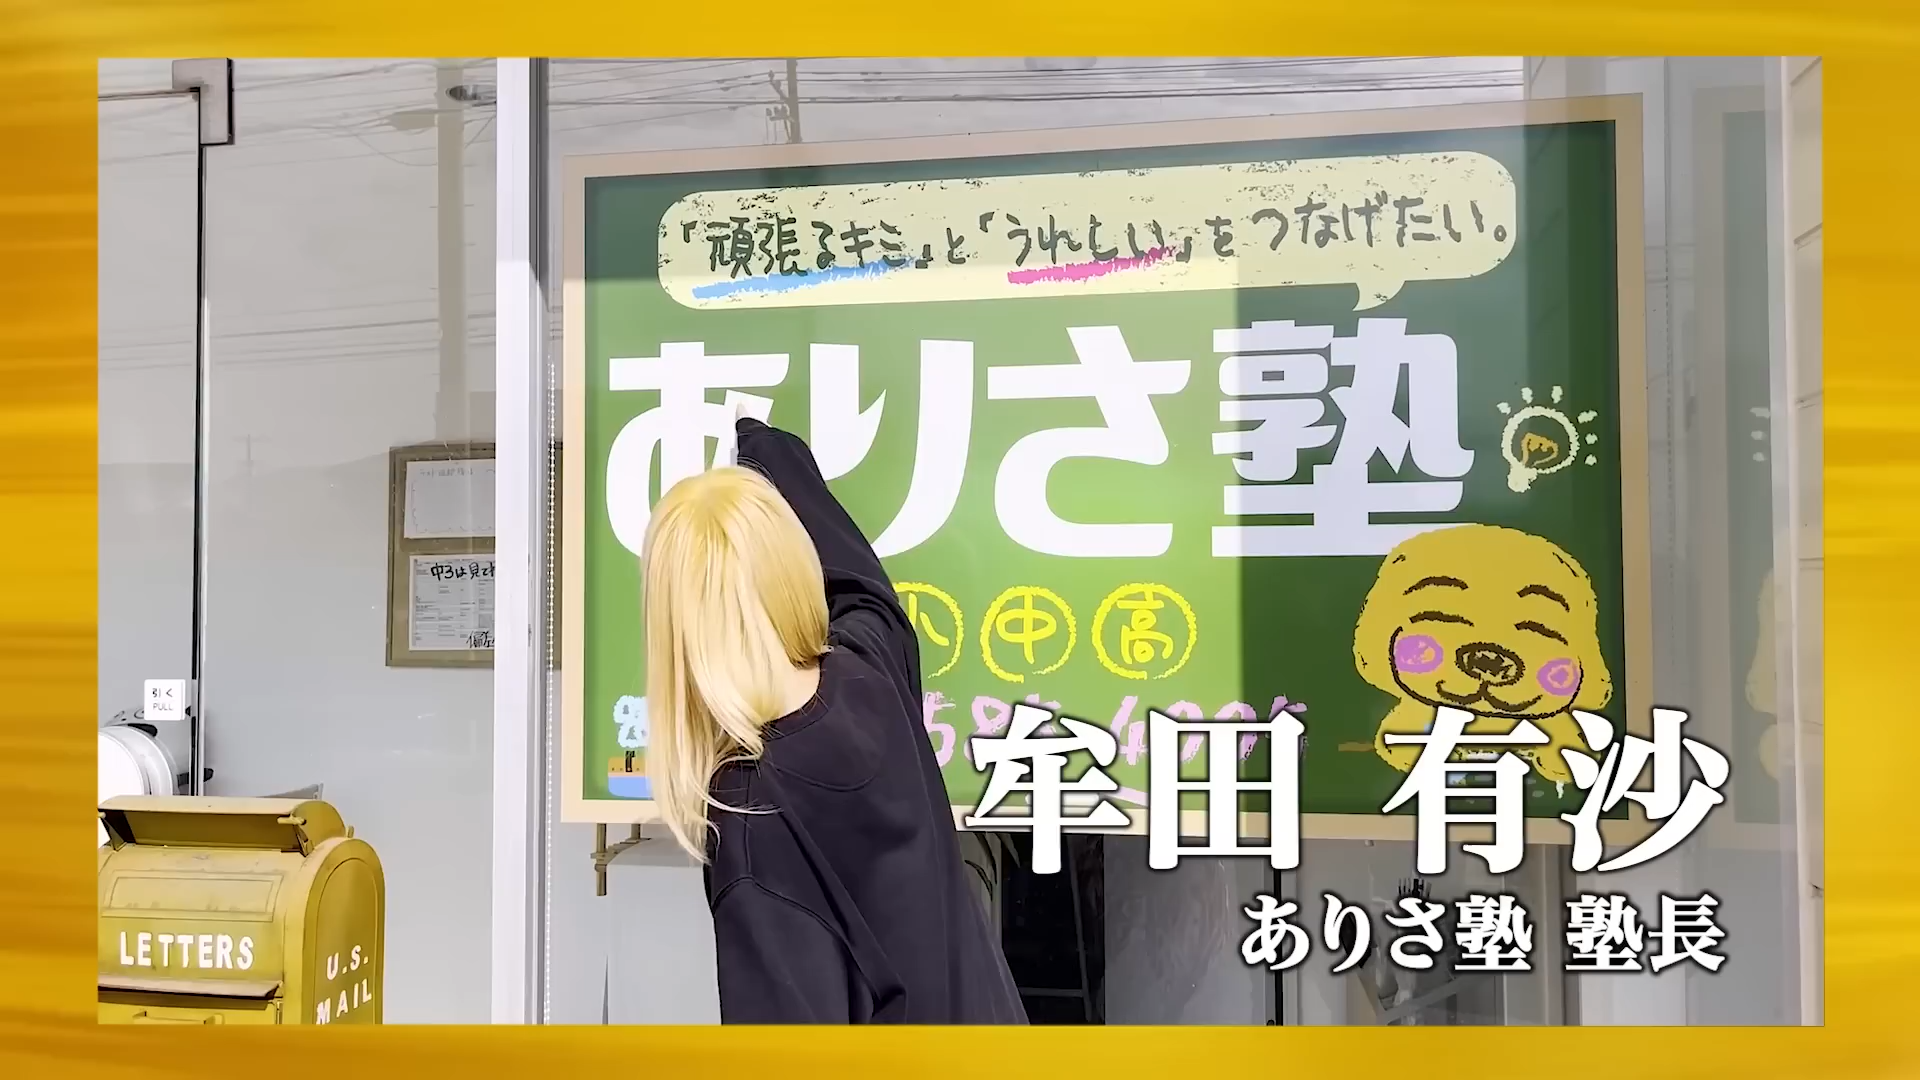 「頑張るキミ」と「うれしい」をつなげたい。
ありさ塾
小 中 高
中3は見てね
引く
PULL
牟田 有沙
ありさ塾 塾長
LETTERS
U.S.
MAIL